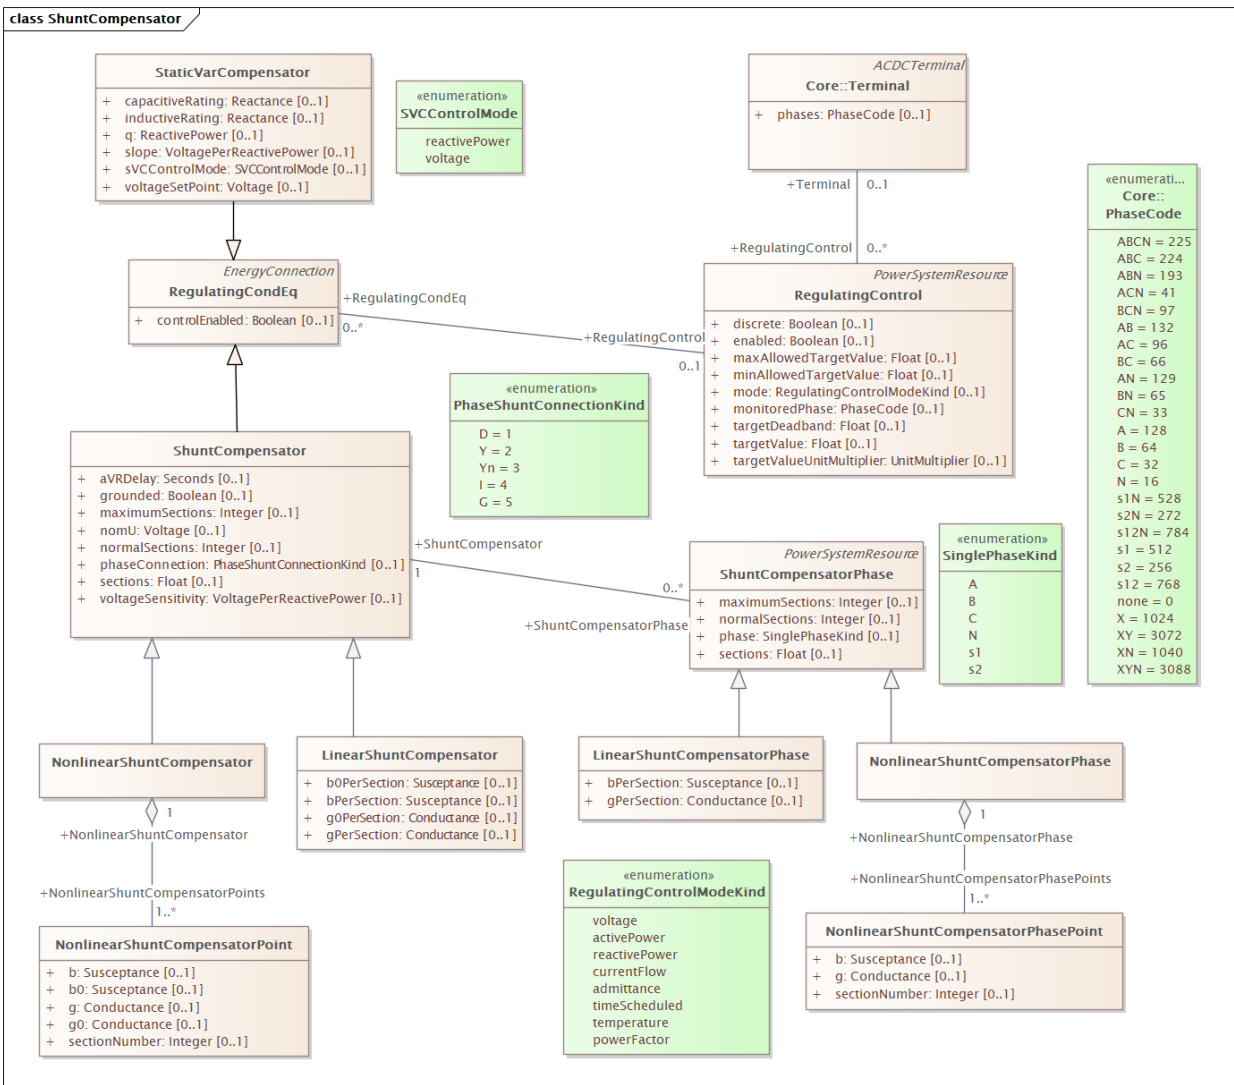 class ShuntCompensator
StaticVarCompensator
+ capacitiveRating: Reactance [0..1]
+ inductiveRating: Reactance [0..1]
+ q: ReactivePower [0..1]
+ slope: VoltagePerReactivePower [0..1]
+ sVCControlMode: SVCControlMode [0..1]
+ voltageSetPoint: Voltage [0..1]
«enumeration»
SVCControlMode
reactivePower
voltage
ACDCTerminal
Core::Terminal
+ phases: PhaseCode [0..1]
+Terminal 0..1
+RegulatingControl 0..*
«enumerati...
Core::
PhaseCode
ABCN = 225
ABC = 224
ABN = 193
ACN = 41
BCN = 97
AB = 132
AC = 96
BC = 66
AN = 129
BN = 65
CN = 33
A = 128
B = 64
C = 32
N = 16
s1N = 528
s2N = 272
s12N = 784
s1 = 512
s2 = 256
s12 = 768
none = 0
X = 1024
XY = 3072
XN = 1040
XYN = 3088
EnergyConnection
RegulatingCondEq
+ controlEnabled: Boolean [0..1]
+RegulatingCondEq
0..*
+RegulatingControl
0..1
PowerSystemResource
RegulatingControl
+ discrete: Boolean [0..1]
+ enabled: Boolean [0..1]
+ maxAllowedTargetValue: Float [0..1]
+ minAllowedTargetValue: Float [0..1]
+ mode: RegulatingControlModeKind [0..1]
+ monitoredPhase: PhaseCode [0..1]
+ targetDeadband: Float [0..1]
+ targetValue: Float [0..1]
+ targetValueUnitMultiplier: UnitMultiplier [0..1]
«enumeration»
PhaseShuntConnectionKind
D = 1
Y = 2
Yn = 3
I = 4
G = 5
ShuntCompensator
+ aVRDelay: Seconds [0..1]
+ grounded: Boolean [0..1]
+ maximumSections: Integer [0..1]
+ nomU: Voltage [0..1]
+ normalSections: Integer [0..1]
+ phaseConnection: PhaseShuntConnectionKind [0..1]
+ sections: Float [0..1]
+ voltageSensitivity: VoltagePerReactivePower [0..1]
+ShuntCompensator
1
0..*
+ShuntCompensatorPhase
PowerSystemResource
ShuntCompensatorPhase
+ maximumSections: Integer [0..1]
+ normalSections: Integer [0..1]
+ phase: SinglePhaseKind [0..1]
+ sections: Float [0..1]
«enumeration»
SinglePhaseKind
A
B
C
N
s1
s2
NonlinearShuntCompensator
LinearShuntCompensator
+ b0PerSection: Susceptance [0..1]
+ bPerSection: Susceptance [0..1]
+ g0PerSection: Conductance [0..1]
+ gPerSection: Conductance [0..1]
LinearShuntCompensatorPhase
+ bPerSection: Susceptance [0..1]
+ gPerSection: Conductance [0..1]
NonlinearShuntCompensatorPhase
1
+NonlinearShuntCompensator
+NonlinearShuntCompensatorPoints
1..*
NonlinearShuntCompensatorPoint
+ b: Susceptance [0..1]
+ b0: Susceptance [0..1]
+ g: Conductance [0..1]
+ g0: Conductance [0..1]
+ sectionNumber: Integer [0..1]
«enumeration»
RegulatingControlModeKind
voltage
activePower
reactivePower
currentFlow
admittance
timeScheduled
temperature
powerFactor
1
+NonlinearShuntCompensatorPhase
+NonlinearShuntCompensatorPhasePoints
1..*
NonlinearShuntCompensatorPhasePoint
+ b: Susceptance [0..1]
+ g: Conductance [0..1]
+ sectionNumber: Integer [0..1]